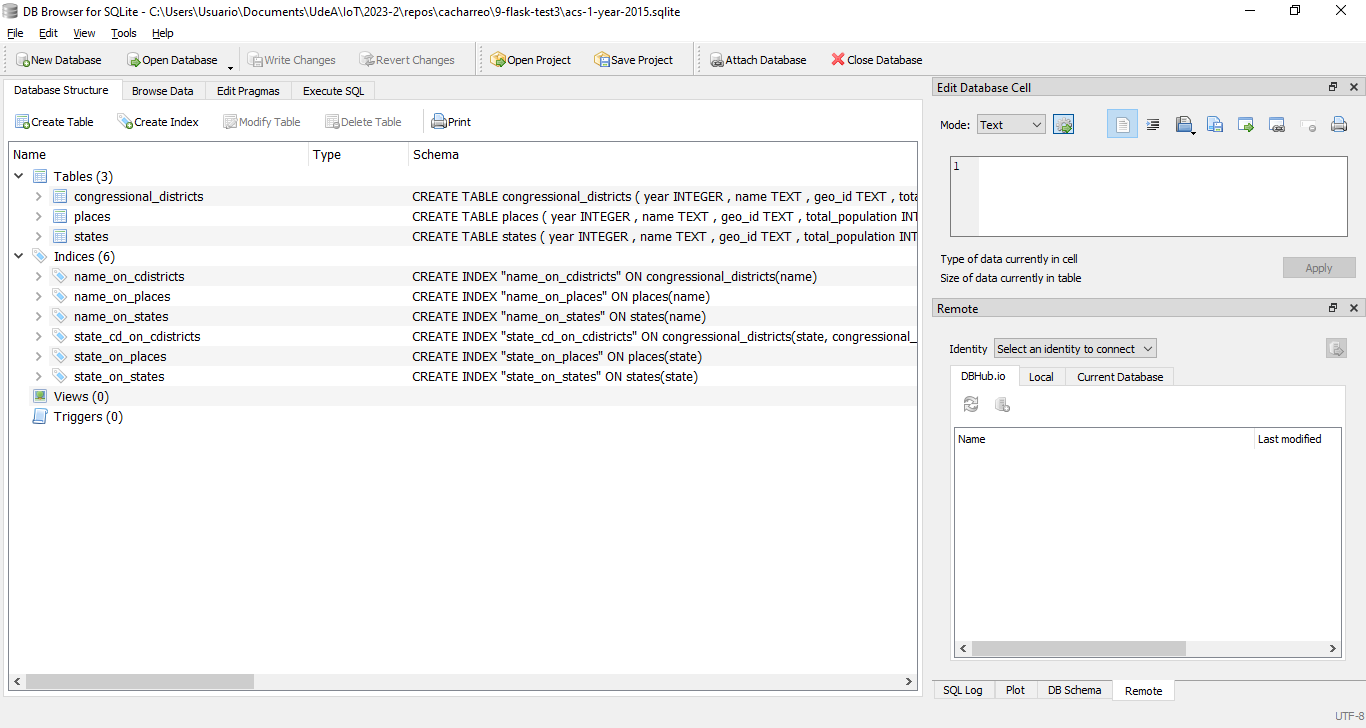 DB Browser for SQLite - C:\Users\Usuario\Documents\UdeA\IoT\2023-2\repos\cacharreo\9-flask-test3\acs-1-year-2015.sqlite
File Edit View Tools Help
New Database Open Database Write Changes Revert Changes Open Project Save Project Attach Database Close Database
Database Structure Browse Data Edit Pragmas Execute SQL
Create Table Create Index Modify Table Delete Table Print
Name Type Schema
Tables (3)
congressional_districts CREATE TABLE congressional_districts ( year INTEGER , name TEXT , geo_id TEXT , tota
places CREATE TABLE places ( year INTEGER , name TEXT , geo_id TEXT , total_population INT
states CREATE TABLE states ( year INTEGER , name TEXT , geo_id TEXT , total_population INT
Indices (6)
name_on_cdistricts CREATE INDEX "name_on_cdistricts" ON congressional_districts(name)
name_on_places CREATE INDEX "name_on_places" ON places(name)
name_on_states CREATE INDEX "name_on_states" ON states(name)
state_cd_on_cdistricts CREATE INDEX "state_cd_on_cdistricts" ON congressional_districts(state, congressional_
state_on_places CREATE INDEX "state_on_places" ON places(state)
state_on_states CREATE INDEX "state_on_states" ON states(state)
Views (0)
Triggers (0)
Edit Database Cell
Mode: Text
1
Type of data currently in cell
Size of data currently in table
Apply
Remote
Identity Select an identity to connect
DBHub.io Local Current Database
Name Last modified
SQL Log Plot DB Schema Remote
UTF-8